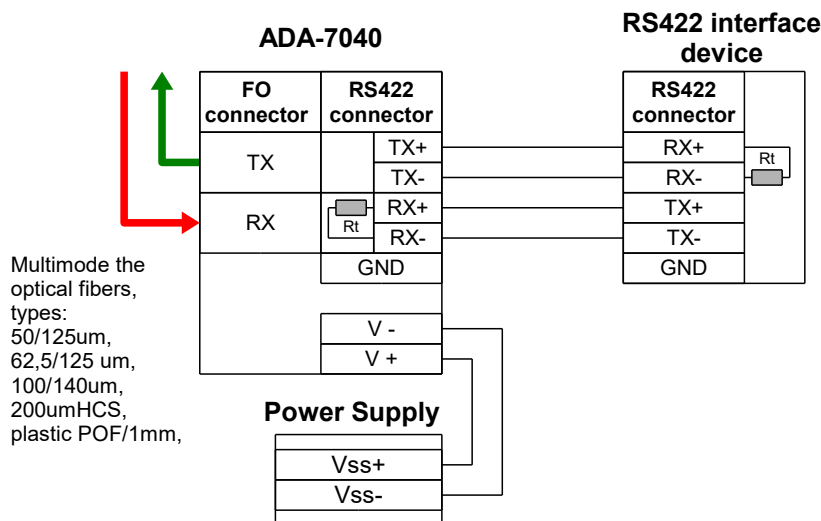 ADA-7040
RS422 interface
device
FO
connector
RS422
connector
RS422
connector
TX
TX+
RX+
Rt
TX-
RX-
RX
Rt
RX+
TX+
RX-
TX-
GND
GND
Multimode the
optical fibers,
types:
50/125um,
62,5/125 um,
100/140um,
200umHCS,
plastic POF/1mm,
V -
V +
Power Supply
Vss+
Vss-